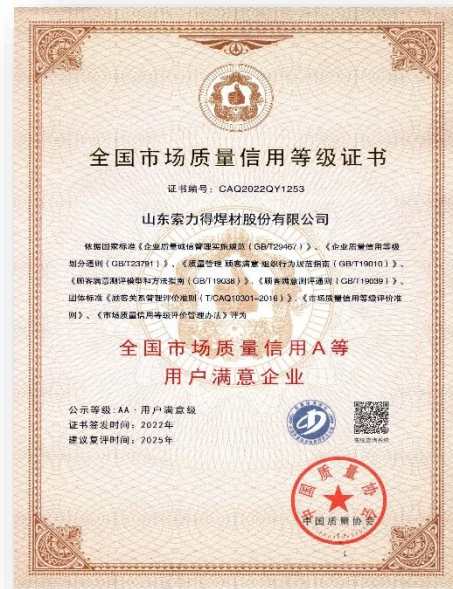 全国市场质量信用等级证书
证书编号：CAQ2022QY1253
山东索力得焊材股份有限公司
依据国家标准《企业质量诚信管理实施规范（GB/T29467）》、《企业质量信用等级
划分通则（GB/T23791）》、《质量管理 顾客满意 组织行为规范指南（GB/T19010）》、
《顾客满意测评模型和方法指南（GB/T19038）》、《顾客满意测评通则（GB/T19039）》、
团体标准《顾客关系管理评价准则（T/CAQ10301-2016）》、《市场质量信用等级评价准
则》、《市场质量信用等级评价管理办法》评为
全国市场质量信用A等
用户满意企业
公示等级：AA·用户满意级
证书签发时间：2022年
建议复评时间：2025年
在线查询系统
中国质量协会
中国质量协会